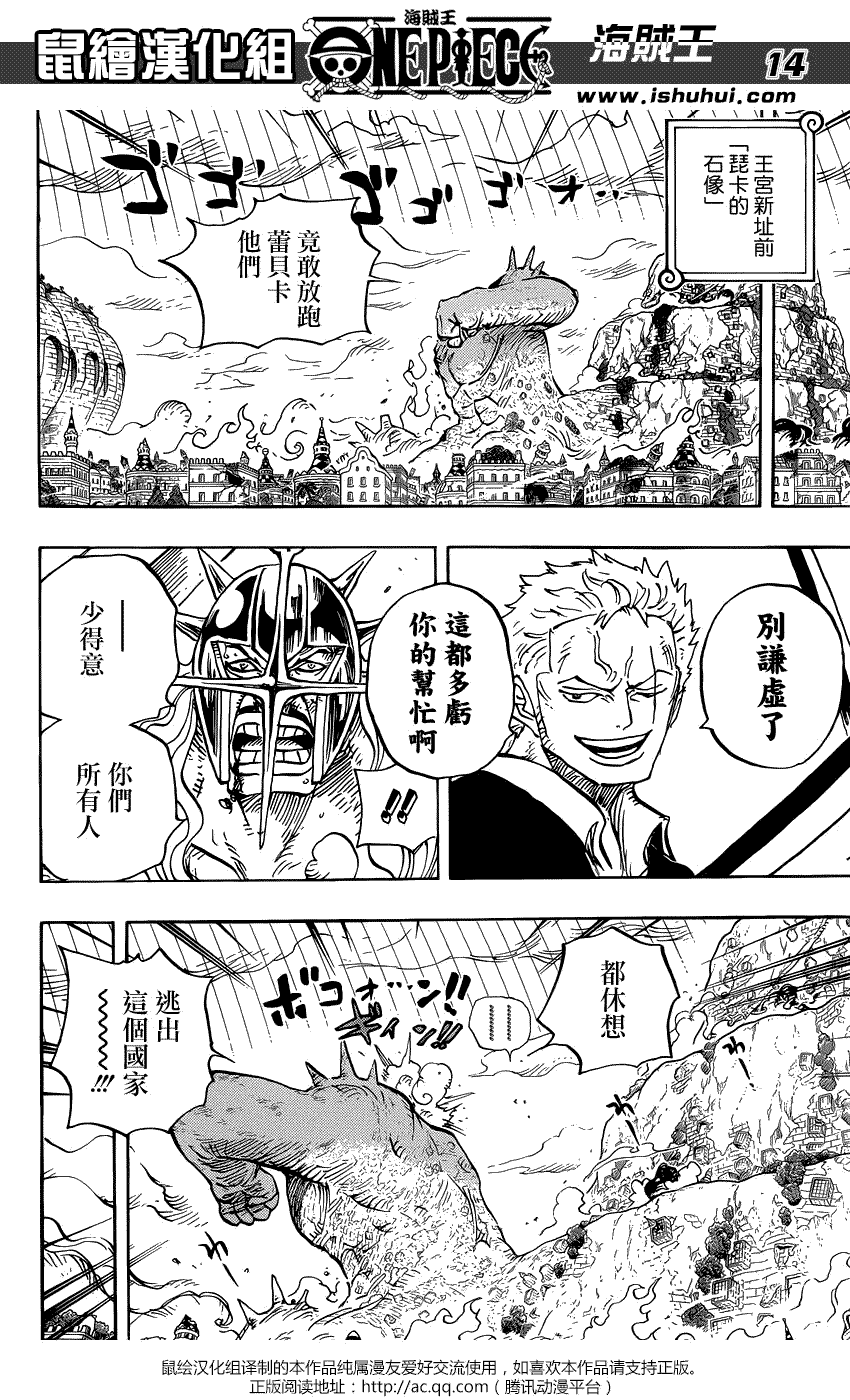 鼠繪漢化組
海賊王
ONE PIECE
海賊王
14
www.ishuhui.com
王宮新址前
「琵卡的
石像」
ゴゴゴゴゴォ…
竟敢放跑
蕾貝卡
他們
別謙虛了
這都多虧
你的幫忙啊
!!
——
少得意
你們
所有人
都休想
わー
わー
ボコォ…ン!!
ギィン!!
逃出
這個國家
~~~!!!
鼠绘汉化组译制的本作品纯属漫友爱好交流使用，如喜欢本作品请支持正版。
正版阅读地址：http://ac.qq.com（腾讯动漫平台）